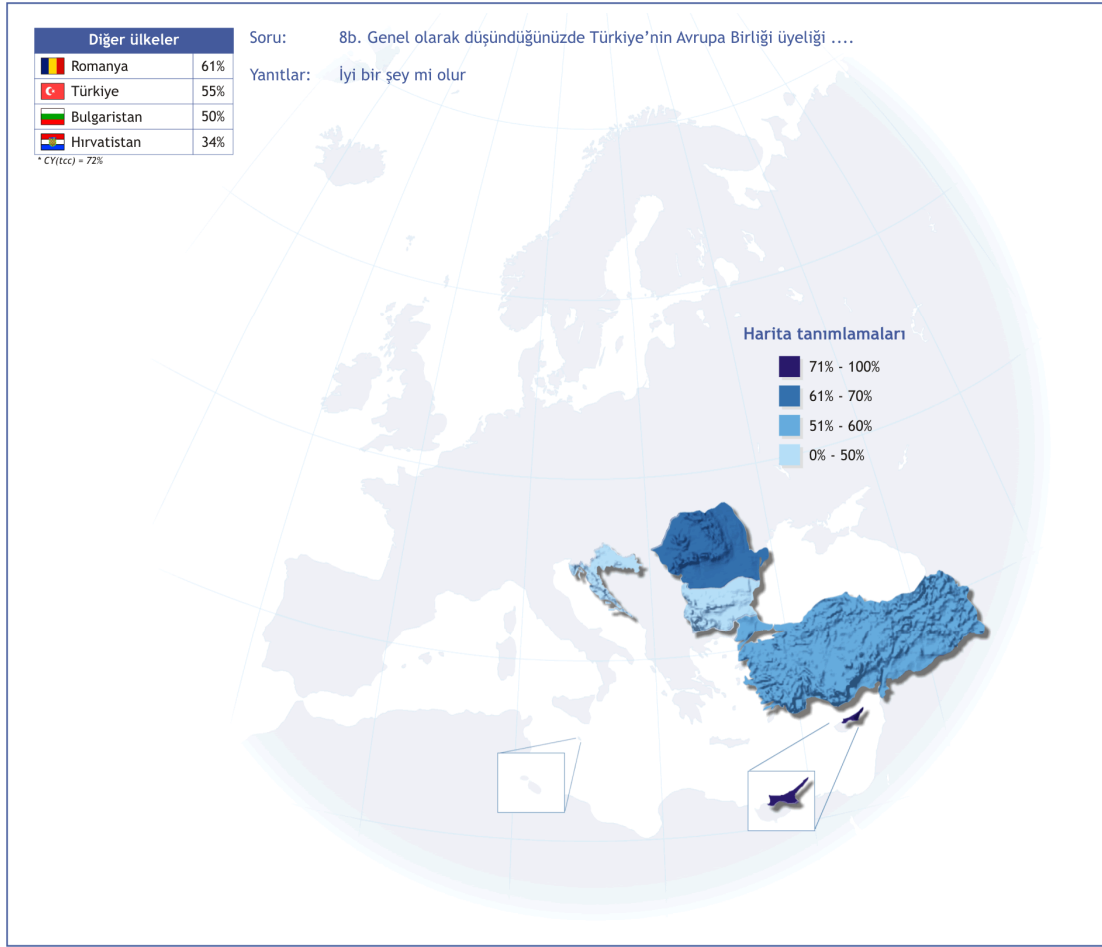 Diğer ülkeler
Romanya 61%
Türkiye 55%
Bulgaristan 50%
Hırvatistan 34%
* CY(tcc) = 72%
Soru: 8b. Genel olarak düşündüğünüzde Türkiye’nin Avrupa Birliği üyeliği ....
Yanıtlar: İyi bir şey mi olur
Harita tanımlamaları
71% - 100%
61% - 70%
51% - 60%
0% - 50%